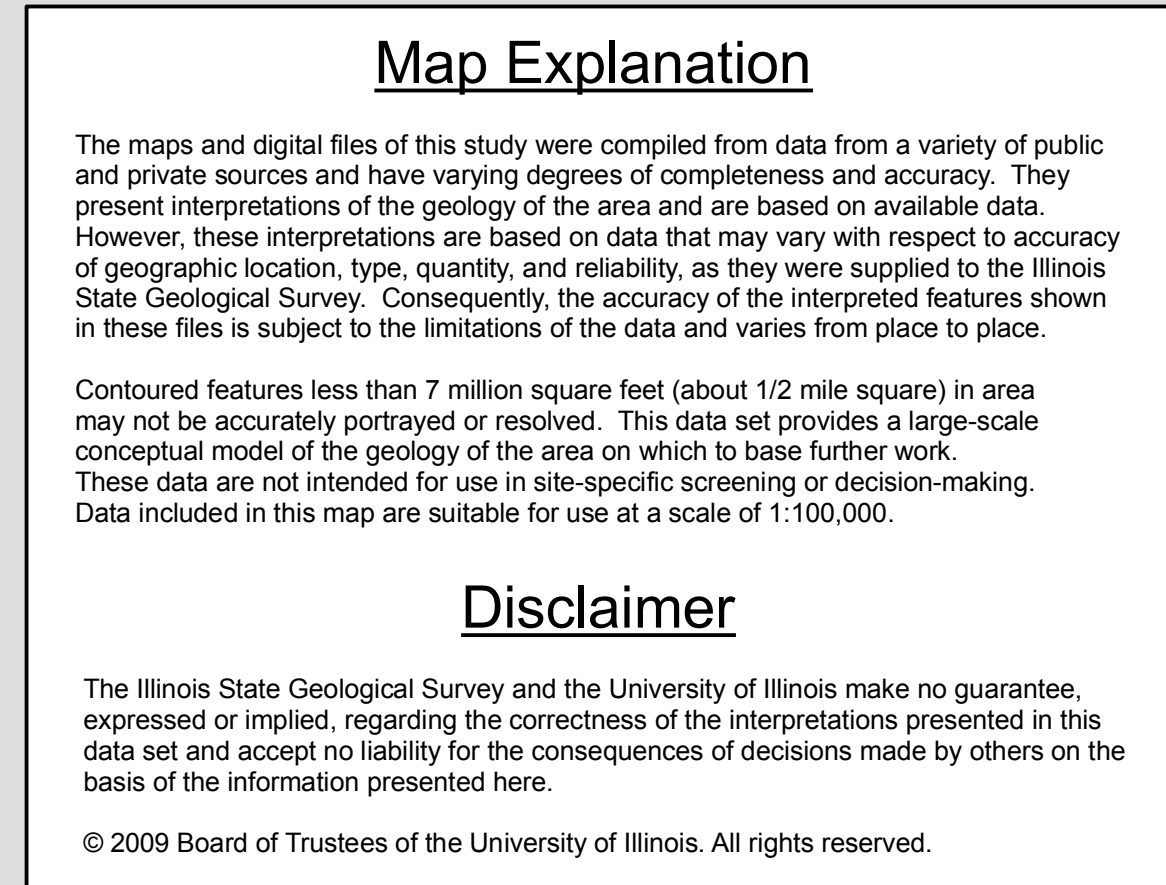 Map Explanation
The maps and digital files of this study were compiled from data from a variety of public
and private sources and have varying degrees of completeness and accuracy.  They
present interpretations of the geology of the area and are based on available data.
However, these interpretations are based on data that may vary with respect to accuracy
of geographic location, type, quantity, and reliability, as they were supplied to the Illinois
State Geological Survey.  Consequently, the accuracy of the interpreted features shown
in these files is subject to the limitations of the data and varies from place to place.
Contoured features less than 7 million square feet (about 1/2 mile square) in area
may not be accurately portrayed or resolved.  This data set provides a large-scale
conceptual model of the geology of the area on which to base further work.
These data are not intended for use in site-specific screening or decision-making.
Data included in this map are suitable for use at a scale of 1:100,000.
Disclaimer
The Illinois State Geological Survey and the University of Illinois make no guarantee,
expressed or implied, regarding the correctness of the interpretations presented in this
data set and accept no liability for the consequences of decisions made by others on the
basis of the information presented here.
© 2009 Board of Trustees of the University of Illinois. All rights reserved.